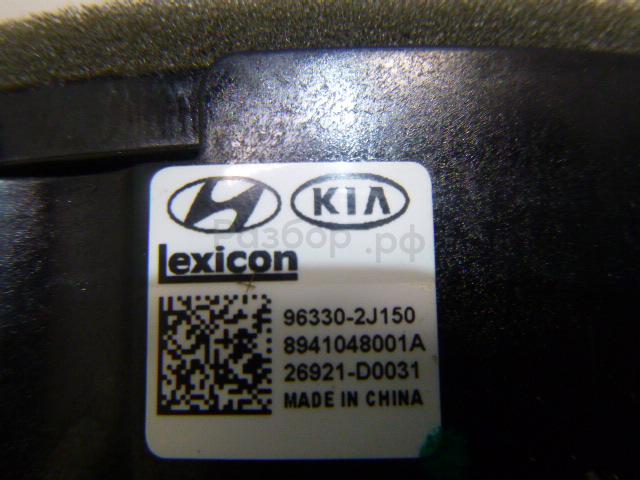 KIA
Разбор.рф
Lexicon
96330-2J150
8941048001A
26921-D0031
MADE IN CHINA